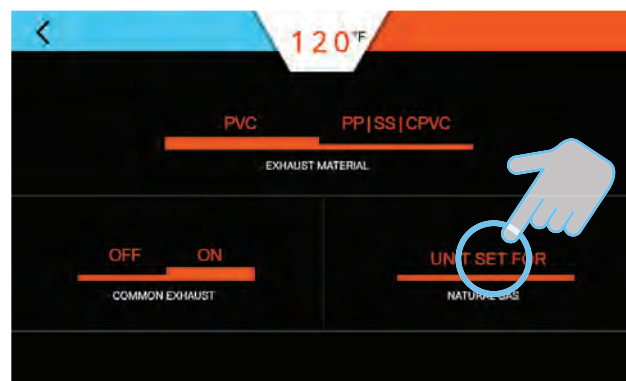 120°F
PVC PP|SS|CPVC
EXHAUST MATERIAL
OFF ON
COMMON EXHAUST
UNIT SET FOR
NATURAL GAS